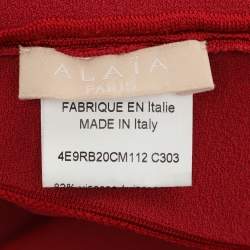 ALAÏA
PARIS
FABRIQUE EN Italie
MADE IN Italy
4E9RB20CM112 C303